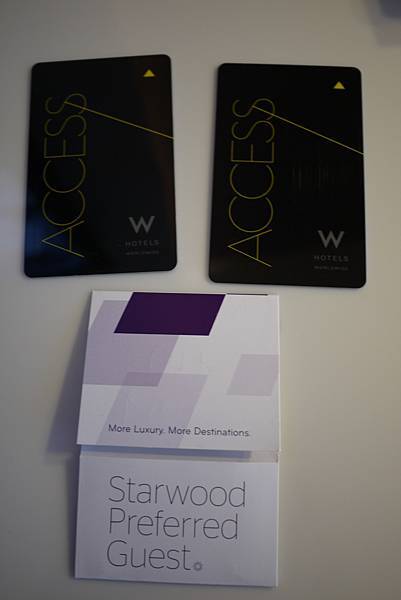 ACCESS
W
HOTELS
WORLDWIDE
ACCESS
W
HOTELS
WORLDWIDE
More Luxury. More Destinations.
Starwood
Preferred
Guest